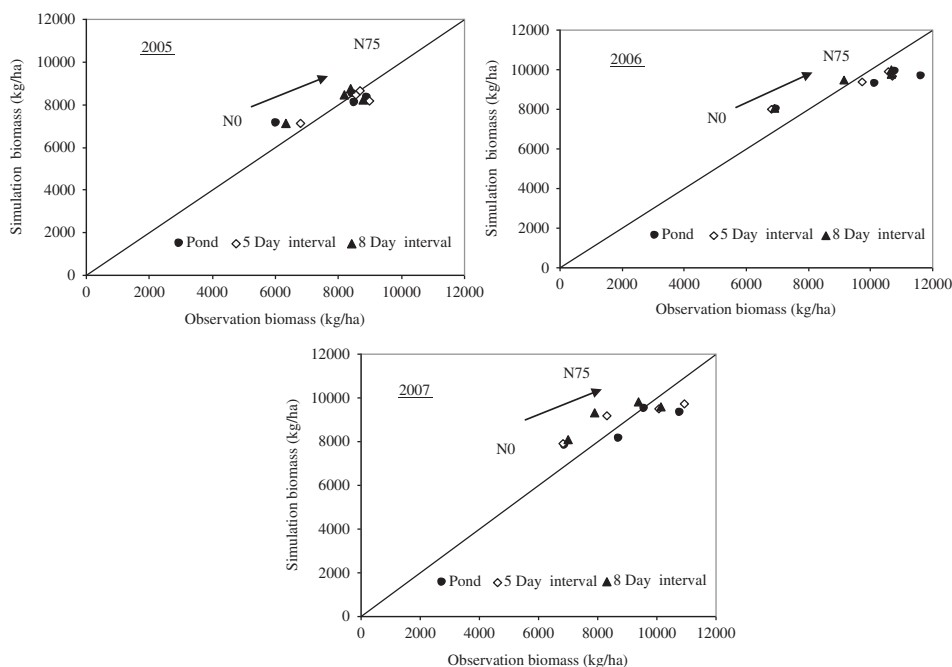 2005
N75
N0
Simulation biomass (kg/ha)
12000
10000
8000
6000
4000
2000
0
Pond 5 Day interval 8 Day interval
0 2000 4000 6000 8000 10000 12000
Observation biomass (kg/ha)
2006
N75
N0
Simulation biomass (kg/ha)
12000
10000
8000
6000
4000
2000
0
Pond 5 Day interval 8 Day interval
0 2000 4000 6000 8000 10000 12000
Observation biomass (kg/ha)
2007
N75
N0
Simulation biomass (kg/ha)
12000
10000
8000
6000
4000
2000
0
Pond 5 Day interval 8 Day interval
0 2000 4000 6000 8000 10000 12000
Observation biomass (kg/ha)